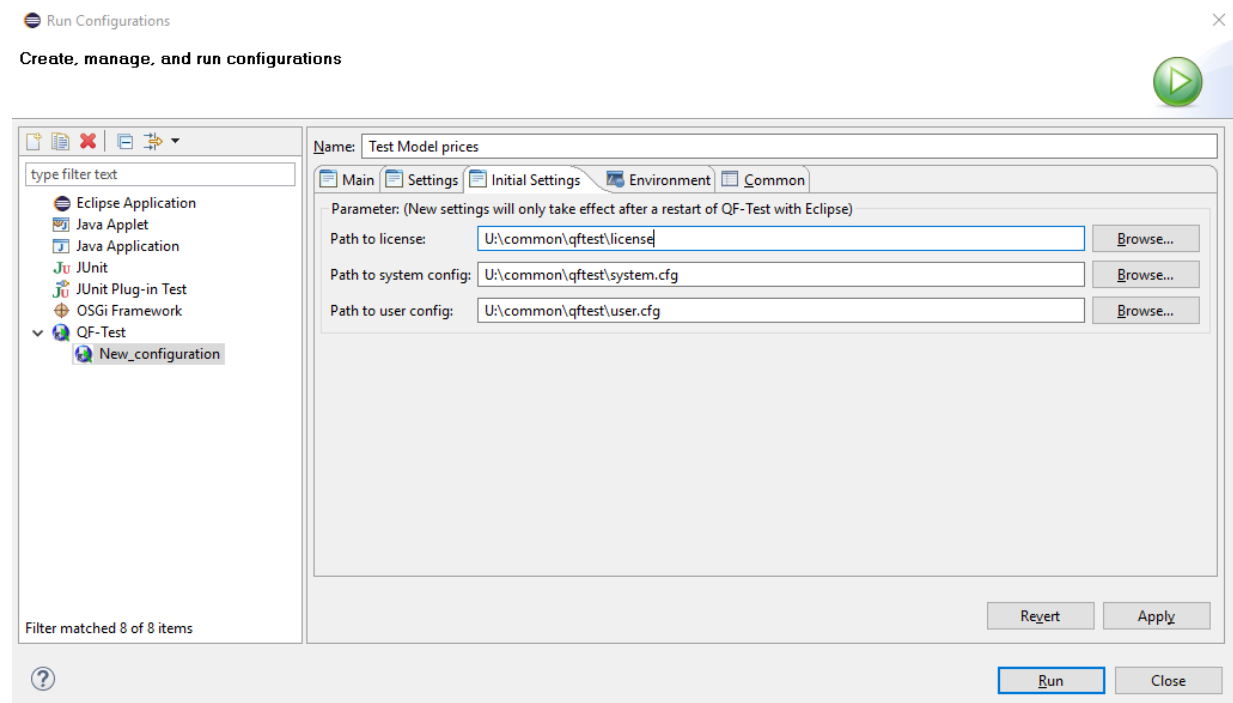 Run Configurations
Create, manage, and run configurations
type filter text
Eclipse Application
Java Applet
Java Application
JUnit
JUnit Plug-in Test
OSGi Framework
QF-Test
New_configuration
Filter matched 8 of 8 items
Name: Test Model prices
Main Settings Initial Settings Environment Common
Parameter: (New settings will only take effect after a restart of QF-Test with Eclipse)
Path to license: U:\common\qftest\license Browse...
Path to system config: U:\common\qftest\system.cfg Browse...
Path to user config: U:\common\qftest\user.cfg Browse...
Revert Apply
Run Close